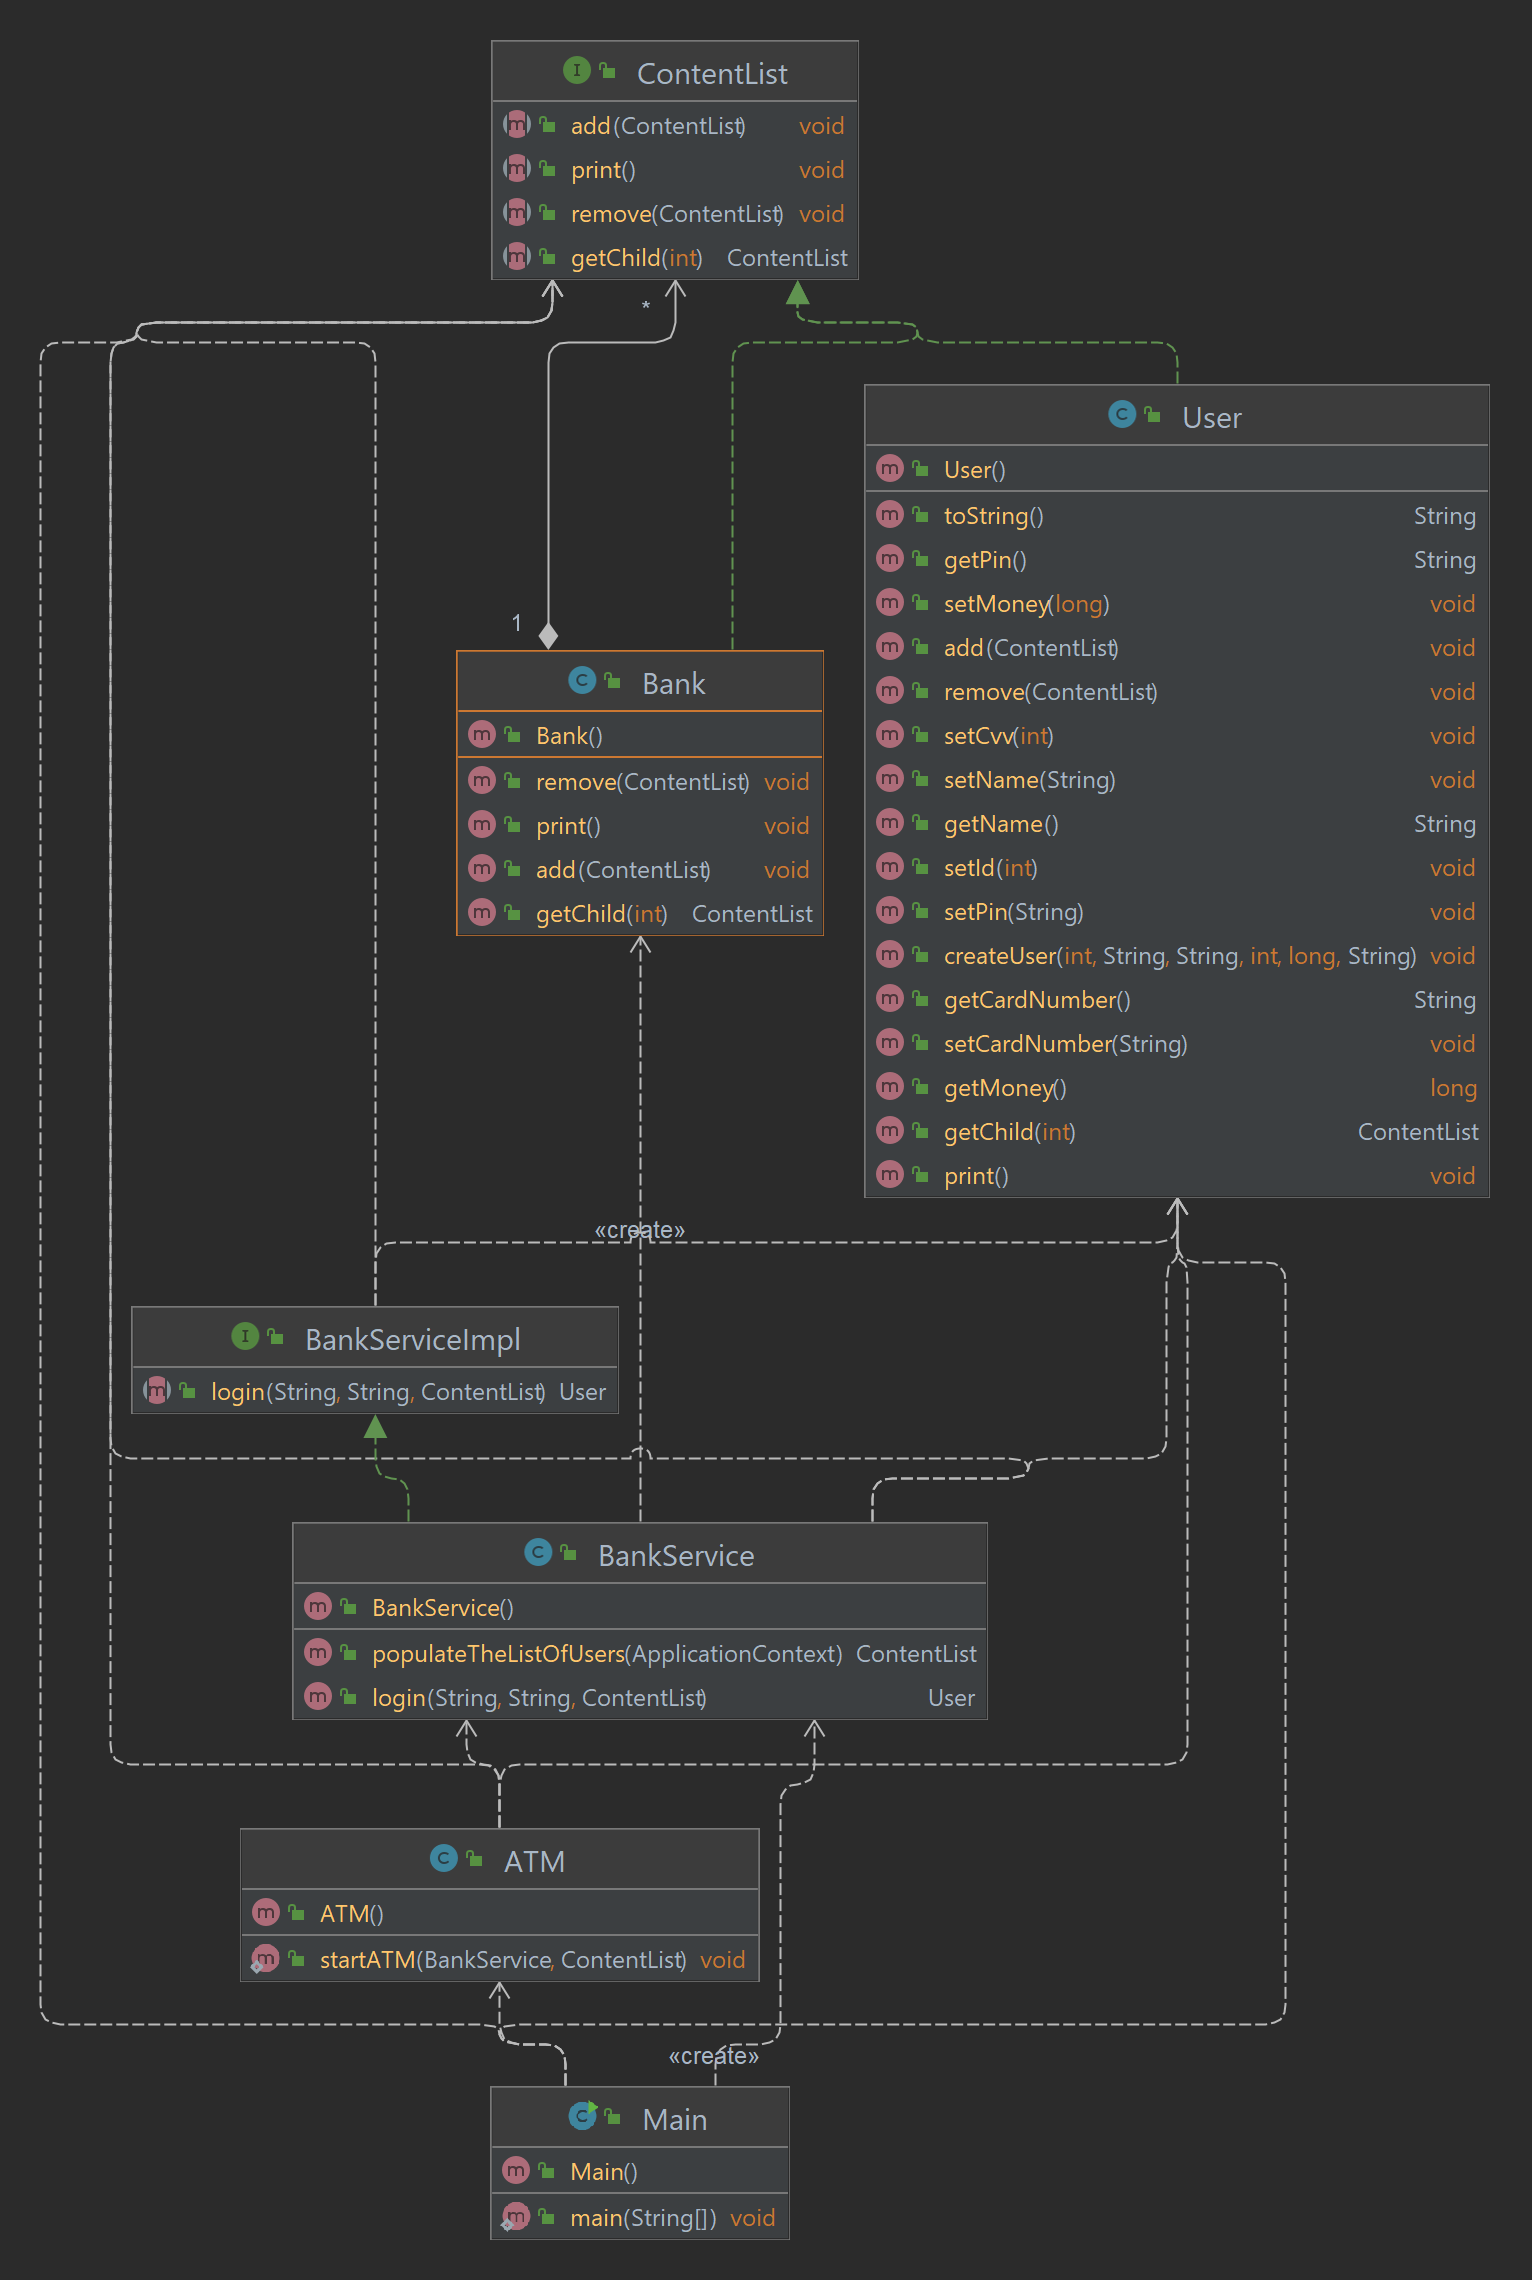 ContentList
add(ContentList) void
print() void
remove(ContentList) void
getChild(int) ContentList
*
User
User()
toString() String
getPin() String
setMoney(long) void
add(ContentList) void
remove(ContentList) void
setCvv(int) void
setName(String) void
getName() String
setId(int) void
setPin(String) void
createUser(int, String, String, int, long, String) void
getCardNumber() String
setCardNumber(String) void
getMoney() long
getChild(int) ContentList
print() void
1
Bank
Bank()
remove(ContentList) void
print() void
add(ContentList) void
getChild(int) ContentList
«create»
BankServiceImpl
login(String, String, ContentList) User
BankService
BankService()
populateTheListOfUsers(ApplicationContext) ContentList
login(String, String, ContentList) User
ATM
ATM()
startATM(BankService, ContentList) void
«create»
Main
Main()
main(String[]) void